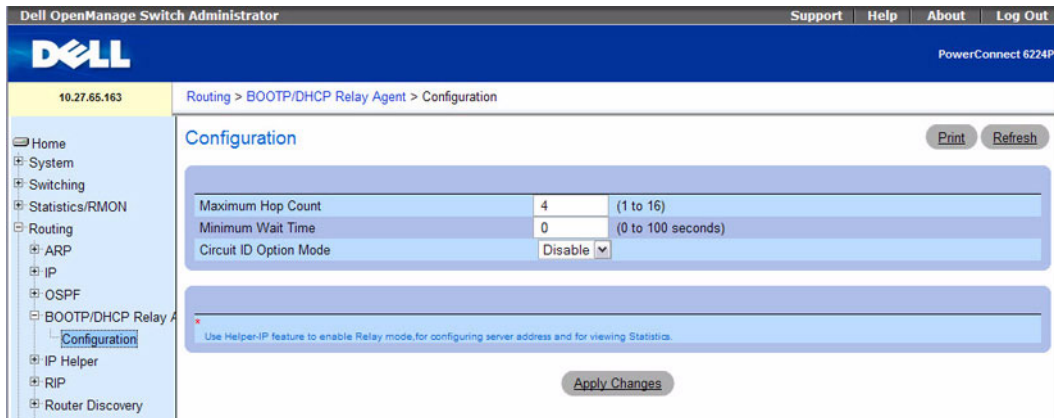 Dell OpenManage Switch Administrator Support Help About Log Out
DELL
PowerConnect 6224P
10.27.65.163
Routing > BOOTP/DHCP Relay Agent > Configuration
Home
System
Switching
Statistics/RMON
Routing
ARP
IP
OSPF
BOOTP/DHCP Relay A
Configuration
IP Helper
RIP
Router Discovery
Configuration
Print Refresh
Maximum Hop Count 4 (1 to 16)
Minimum Wait Time 0 (0 to 100 seconds)
Circuit ID Option Mode Disable
*
Use Helper-IP feature to enable Relay mode,for configuring server address and for viewing Statistics.
Apply Changes